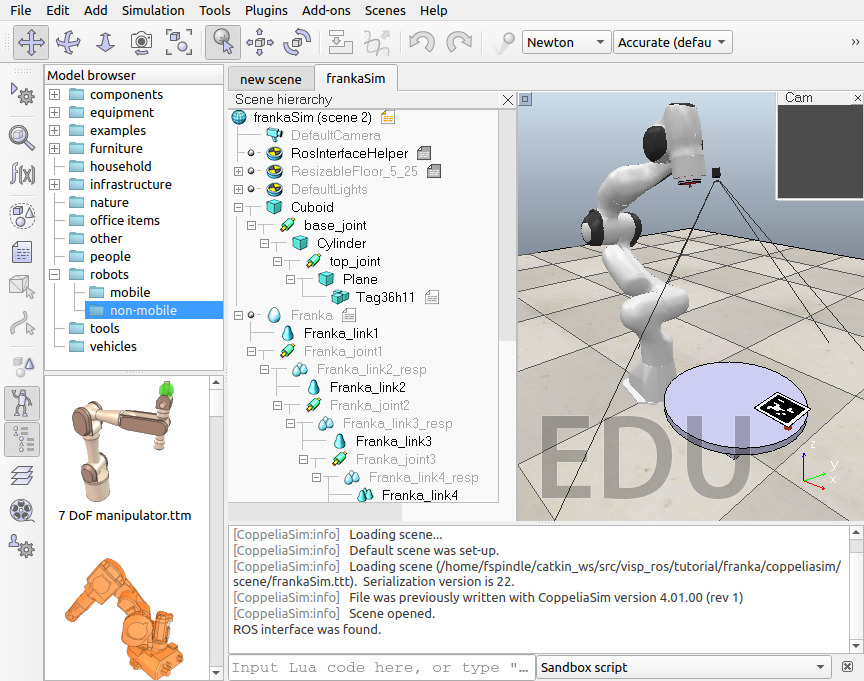 File Edit Add Simulation Tools Plugins Add-ons Scenes Help
Newton Accurate (defau »
Model browser
components
equipment
examples
furniture
household
infrastructure
nature
office items
other
people
robots
mobile
non-mobile
tools
vehicles
7 DoF manipulator.ttm
new scene frankaSim
Scene hierarchy
frankaSim (scene 2)
DefaultCamera
RosInterfaceHelper
ResizableFloor_5_25
DefaultLights
Cuboid
base_joint
Cylinder
top_joint
Plane
Tag36h11
Franka
Franka_link1
Franka_joint1
Franka_link2_resp
Franka_link2
Franka_joint2
Franka_link3_resp
Franka_link3
Franka_joint3
Franka_link4_resp
Franka_link4
Cam
EDU
z
y
x
[CoppeliaSim:info] Loading scene...
[CoppeliaSim:info] Default scene was set-up.
[CoppeliaSim:info] Loading scene (/home/fspindle/catkin_ws/src/visp_ros/tutorial/franka/coppeliasim/
scene/frankaSim.ttt). Serialization version is 22.
[CoppeliaSim:info] File was previously written with CoppeliaSim version 4.01.00 (rev 1)
[CoppeliaSim:info] Scene opened.
ROS interface was found.
Input Lua code here, or type "... Sandbox script
f(x)